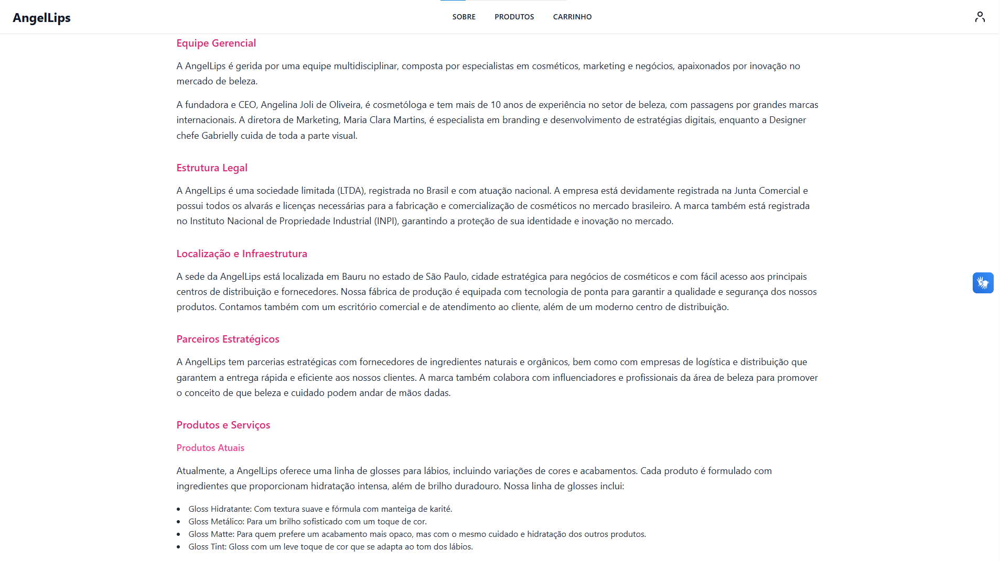 AngelLips
SOBRE
PRODUTOS
CARRINHO
Equipe Gerencial
A AngelLips é gerida por uma equipe multidisciplinar, composta por especialistas em cosméticos, marketing e negócios, apaixonados por inovação no
mercado de beleza.
A fundadora e CEO, Angelina Joli de Oliveira, é cosmetóloga e tem mais de 10 anos de experiência no setor de beleza, com passagens por grandes marcas
internacionais. A diretora de Marketing, Maria Clara Martins, é especialista em branding e desenvolvimento de estratégias digitais, enquanto a Designer
chefe Gabrielly cuida de toda a parte visual.
Estrutura Legal
A AngelLips é uma sociedade limitada (LTDA), registrada no Brasil e com atuação nacional. A empresa está devidamente registrada na Junta Comercial e
possui todos os alvarás e licenças necessárias para a fabricação e comercialização de cosméticos no mercado brasileiro. A marca também está registrada
no Instituto Nacional de Propriedade Industrial (INPI), garantindo a proteção de sua identidade e inovação no mercado.
Localização e Infraestrutura
A sede da AngelLips está localizada em Bauru no estado de São Paulo, cidade estratégica para negócios de cosméticos e com fácil acesso aos principais
centros de distribuição e fornecedores. Nossa fábrica de produção é equipada com tecnologia de ponta para garantir a qualidade e segurança dos nossos
produtos. Contamos também com um escritório comercial e de atendimento ao cliente, além de um moderno centro de distribuição.
Parceiros Estratégicos
A AngelLips tem parcerias estratégicas com fornecedores de ingredientes naturais e orgânicos, bem como com empresas de logística e distribuição que
garantem a entrega rápida e eficiente aos nossos clientes. A marca também colabora com influenciadores e profissionais da área de beleza para promover
o conceito de que beleza e cuidado podem andar de mãos dadas.
Produtos e Serviços
Produtos Atuais
Atualmente, a AngelLips oferece uma linha de glosses para lábios, incluindo variações de cores e acabamentos. Cada produto é formulado com
ingredientes que proporcionam hidratação intensa, além de brilho duradouro. Nossa linha de glosses inclui:
• Gloss Hidratante: Com textura suave e fórmula com manteiga de karité.
• Gloss Metálico: Para um brilho sofisticado com um toque de cor.
• Gloss Matte: Para quem prefere um acabamento mais opaco, mas com o mesmo cuidado e hidratação dos outros produtos.
• Gloss Tint: Gloss com um leve toque de cor que se adapta ao tom dos lábios.